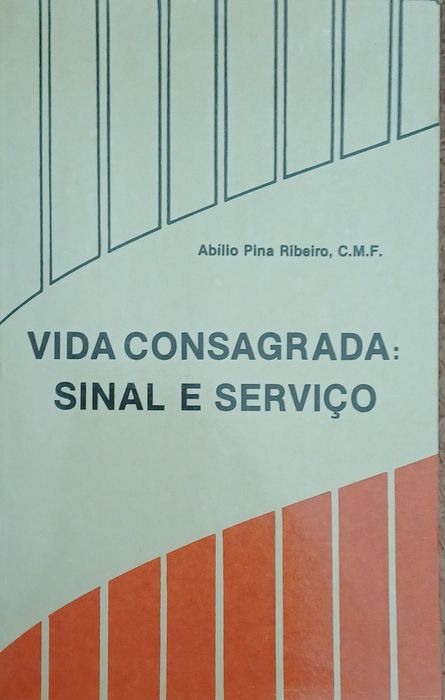 Abílio Pina Ribeiro, C.M.F.
VIDA CONSAGRADA:
SINAL E SERVIÇO